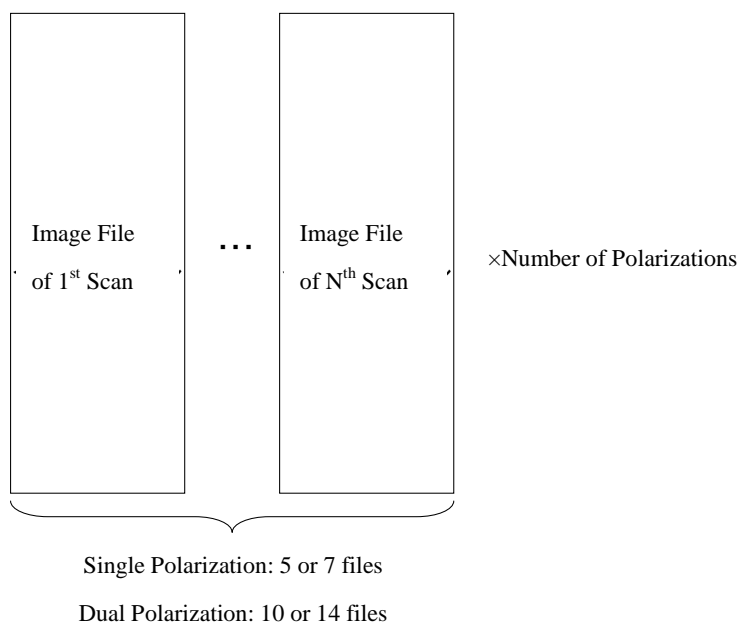 Image File
of 1st Scan
...
Image File
of Nth Scan
×Number of Polarizations
Single Polarization: 5 or 7 files
Dual Polarization: 10 or 14 files